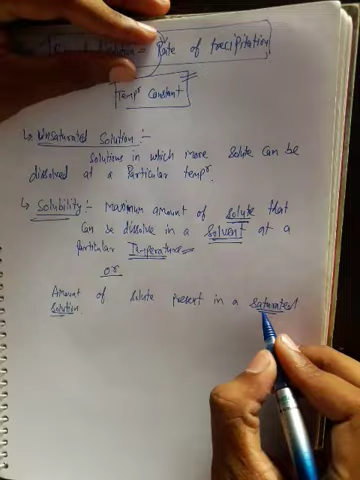 Rate of Precipitation
Tempr Constant
Unsaturated Solution :-
Solutions in which more solute can be
dissolved at a Particular tempr.
Solubility :- Maximum amount of solute that
can be dissolve in a solvent at a
Particular Temperature
or
Amount of solute present in a saturated
solution.